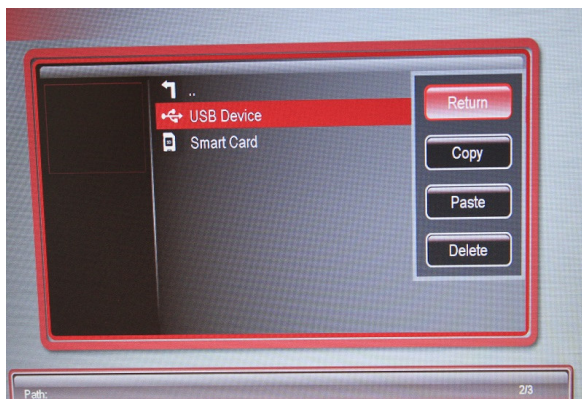 ..
USB Device
Smart Card
Return
Copy
Paste
Delete
Path:
2/3